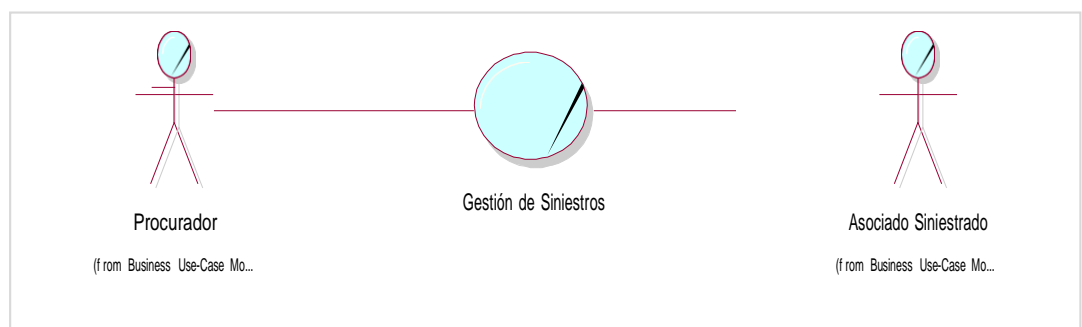 Gestión de Siniestros
Procurador
Asociado Siniestrado
(f rom Business Use-Case Mo...
(f rom Business Use-Case Mo...